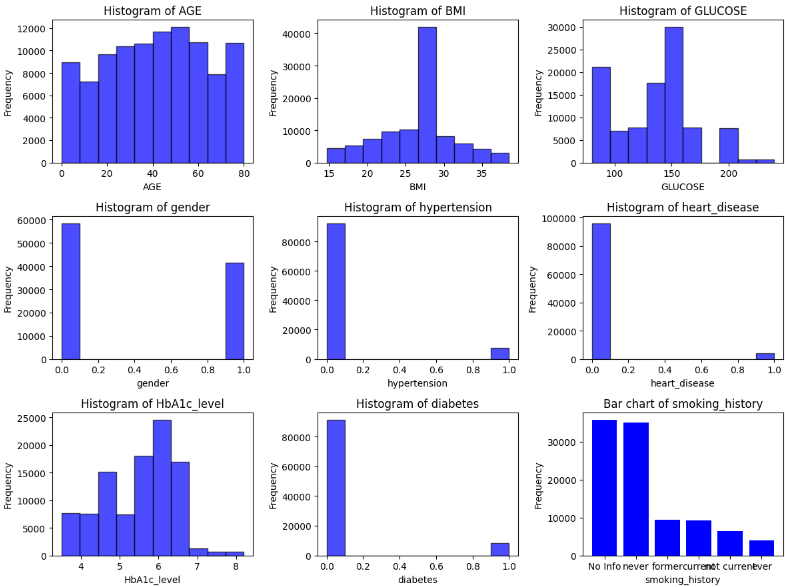 Histogram of AGE
Frequency
12000
10000
8000
6000
4000
2000
0
0 20 40 60 80
AGE
Histogram of BMI
Frequency
40000
30000
20000
10000
0
15 20 25 30 35
BMI
Histogram of GLUCOSE
Frequency
30000
25000
20000
15000
10000
5000
0
100 150 200
GLUCOSE
Histogram of gender
Frequency
60000
50000
40000
30000
20000
10000
0
0.0 0.2 0.4 0.6 0.8 1.0
gender
Histogram of hypertension
Frequency
80000
60000
40000
20000
0
0.0 0.2 0.4 0.6 0.8 1.0
hypertension
Histogram of heart_disease
Frequency
100000
80000
60000
40000
20000
0
0.0 0.2 0.4 0.6 0.8 1.0
heart_disease
Histogram of HbA1c_level
Frequency
25000
20000
15000
10000
5000
0
4 5 6 7 8
HbA1c_level
Histogram of diabetes
Frequency
80000
60000
40000
20000
0
0.0 0.2 0.4 0.6 0.8 1.0
diabetes
Bar chart of smoking_history
Frequency
30000
20000
10000
0
No Info never former current not current ever
smoking_history